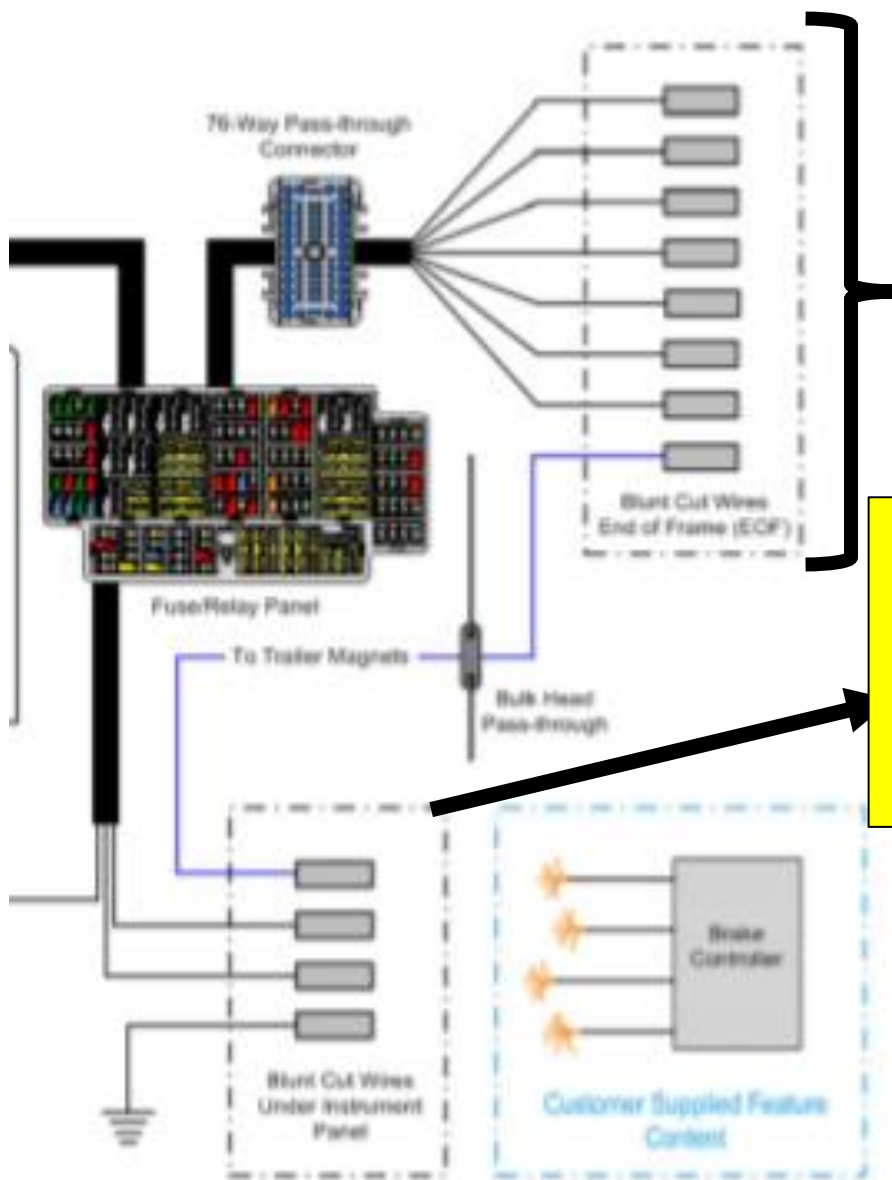 76-Way Pass-through
Connector
Blunt Cut Wires
End of Frame (EOF)
Fuse/Relay Panel
To Trailer Magnets
Bulk Head
Pass-through
Brake
Controller
Blunt Cut Wires
Under Instrument
Panel
Customer Supplied Feature
Content